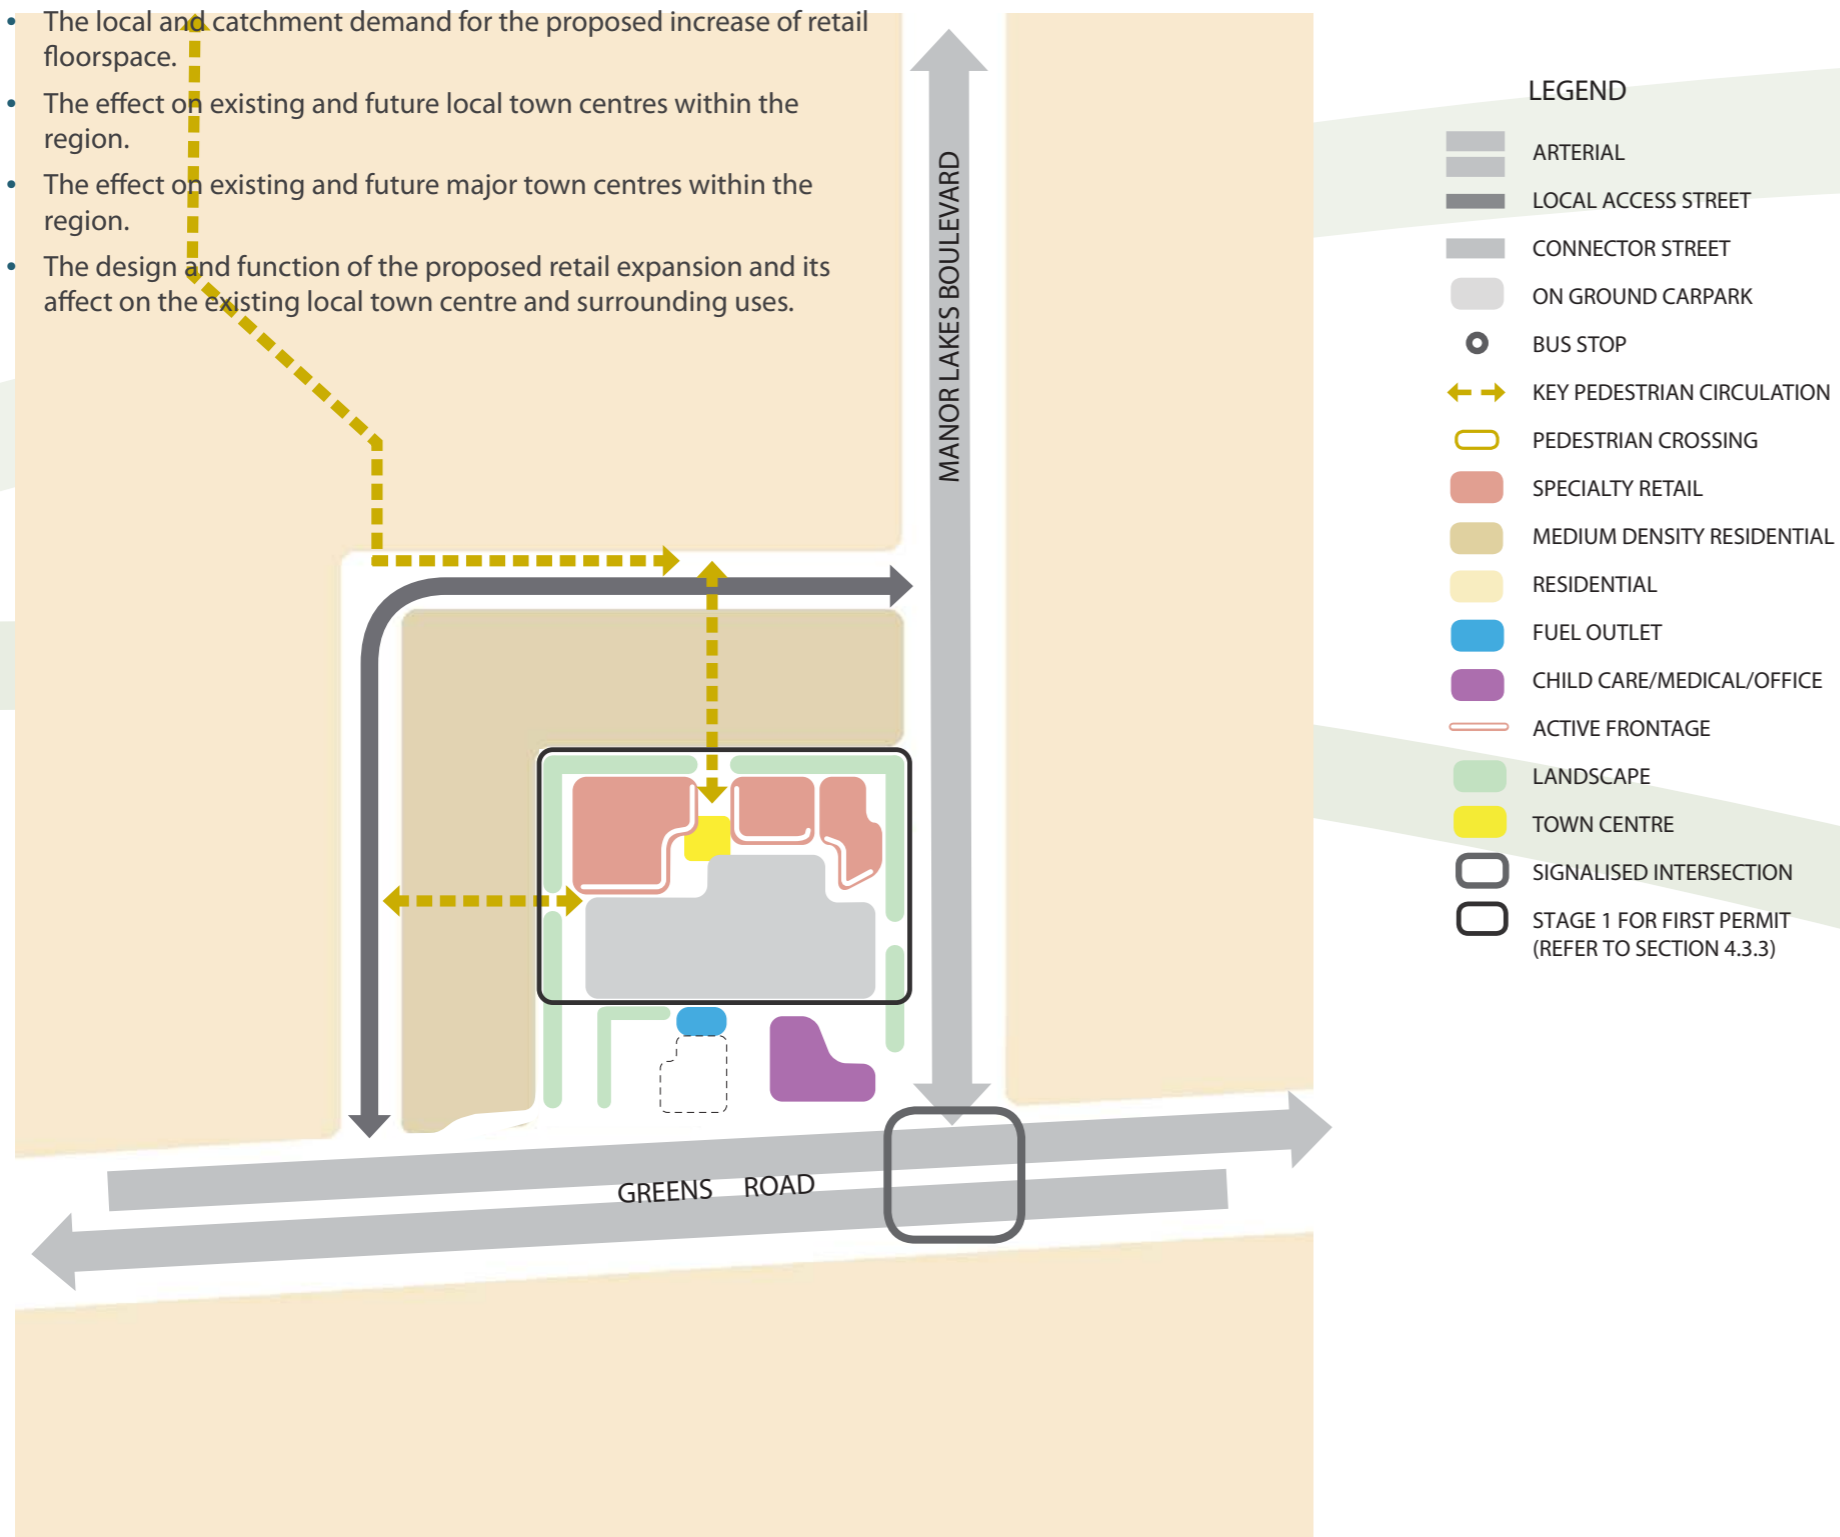 • The local and catchment demand for the proposed increase of retail
floorspace.
• The effect on existing and future local town centres within the
region.
• The effect on existing and future major town centres within the
region.
• The design and function of the proposed retail expansion and its
affect on the existing local town centre and surrounding uses.
MANOR LAKES BOULEVARD
GREENS ROAD
LEGEND
ARTERIAL
LOCAL ACCESS STREET
CONNECTOR STREET
ON GROUND CARPARK
BUS STOP
KEY PEDESTRIAN CIRCULATION
PEDESTRIAN CROSSING
SPECIALTY RETAIL
MEDIUM DENSITY RESIDENTIAL
RESIDENTIAL
FUEL OUTLET
CHILD CARE/MEDICAL/OFFICE
ACTIVE FRONTAGE
LANDSCAPE
TOWN CENTRE
SIGNALISED INTERSECTION
STAGE 1 FOR FIRST PERMIT
(REFER TO SECTION 4.3.3)